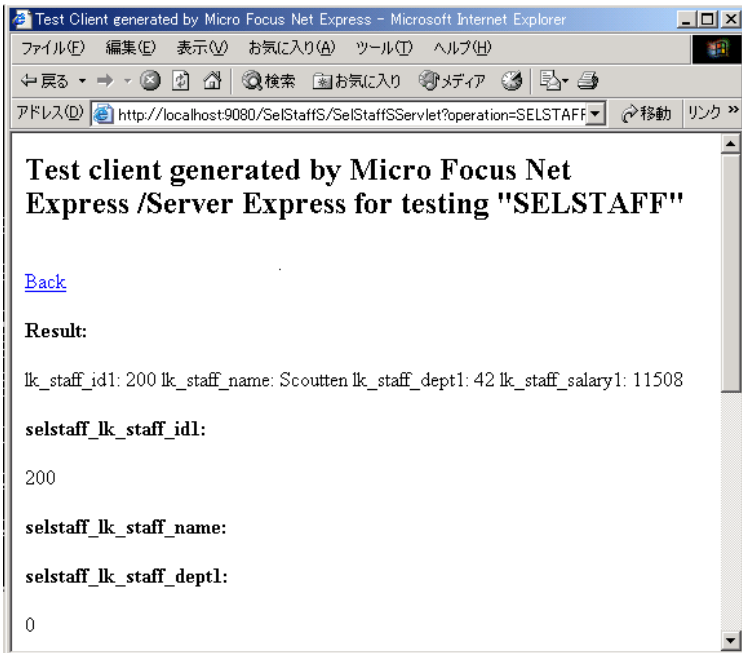 Test Client generated by Micro Focus Net Express - Microsoft Internet Explorer
ファイル(F) 編集(E) 表示(V) お気に入り(A) ツール(T) ヘルプ(H)
戻る 検索 お気に入り メディア
アドレス(D) http://localhost:9080/SelStaffS/SelStaffSServlet?operation=SELSTAFF 移動 リンク »
Test client generated by Micro Focus Net
Express /Server Express for testing "SELSTAFF"
Back
Result:
lk_staff_id1: 200 lk_staff_name: Scoutten lk_staff_dept1: 42 lk_staff_salary1: 11508
selstaff_lk_staff_id1:
200
selstaff_lk_staff_name:
selstaff_lk_staff_dept1:
0